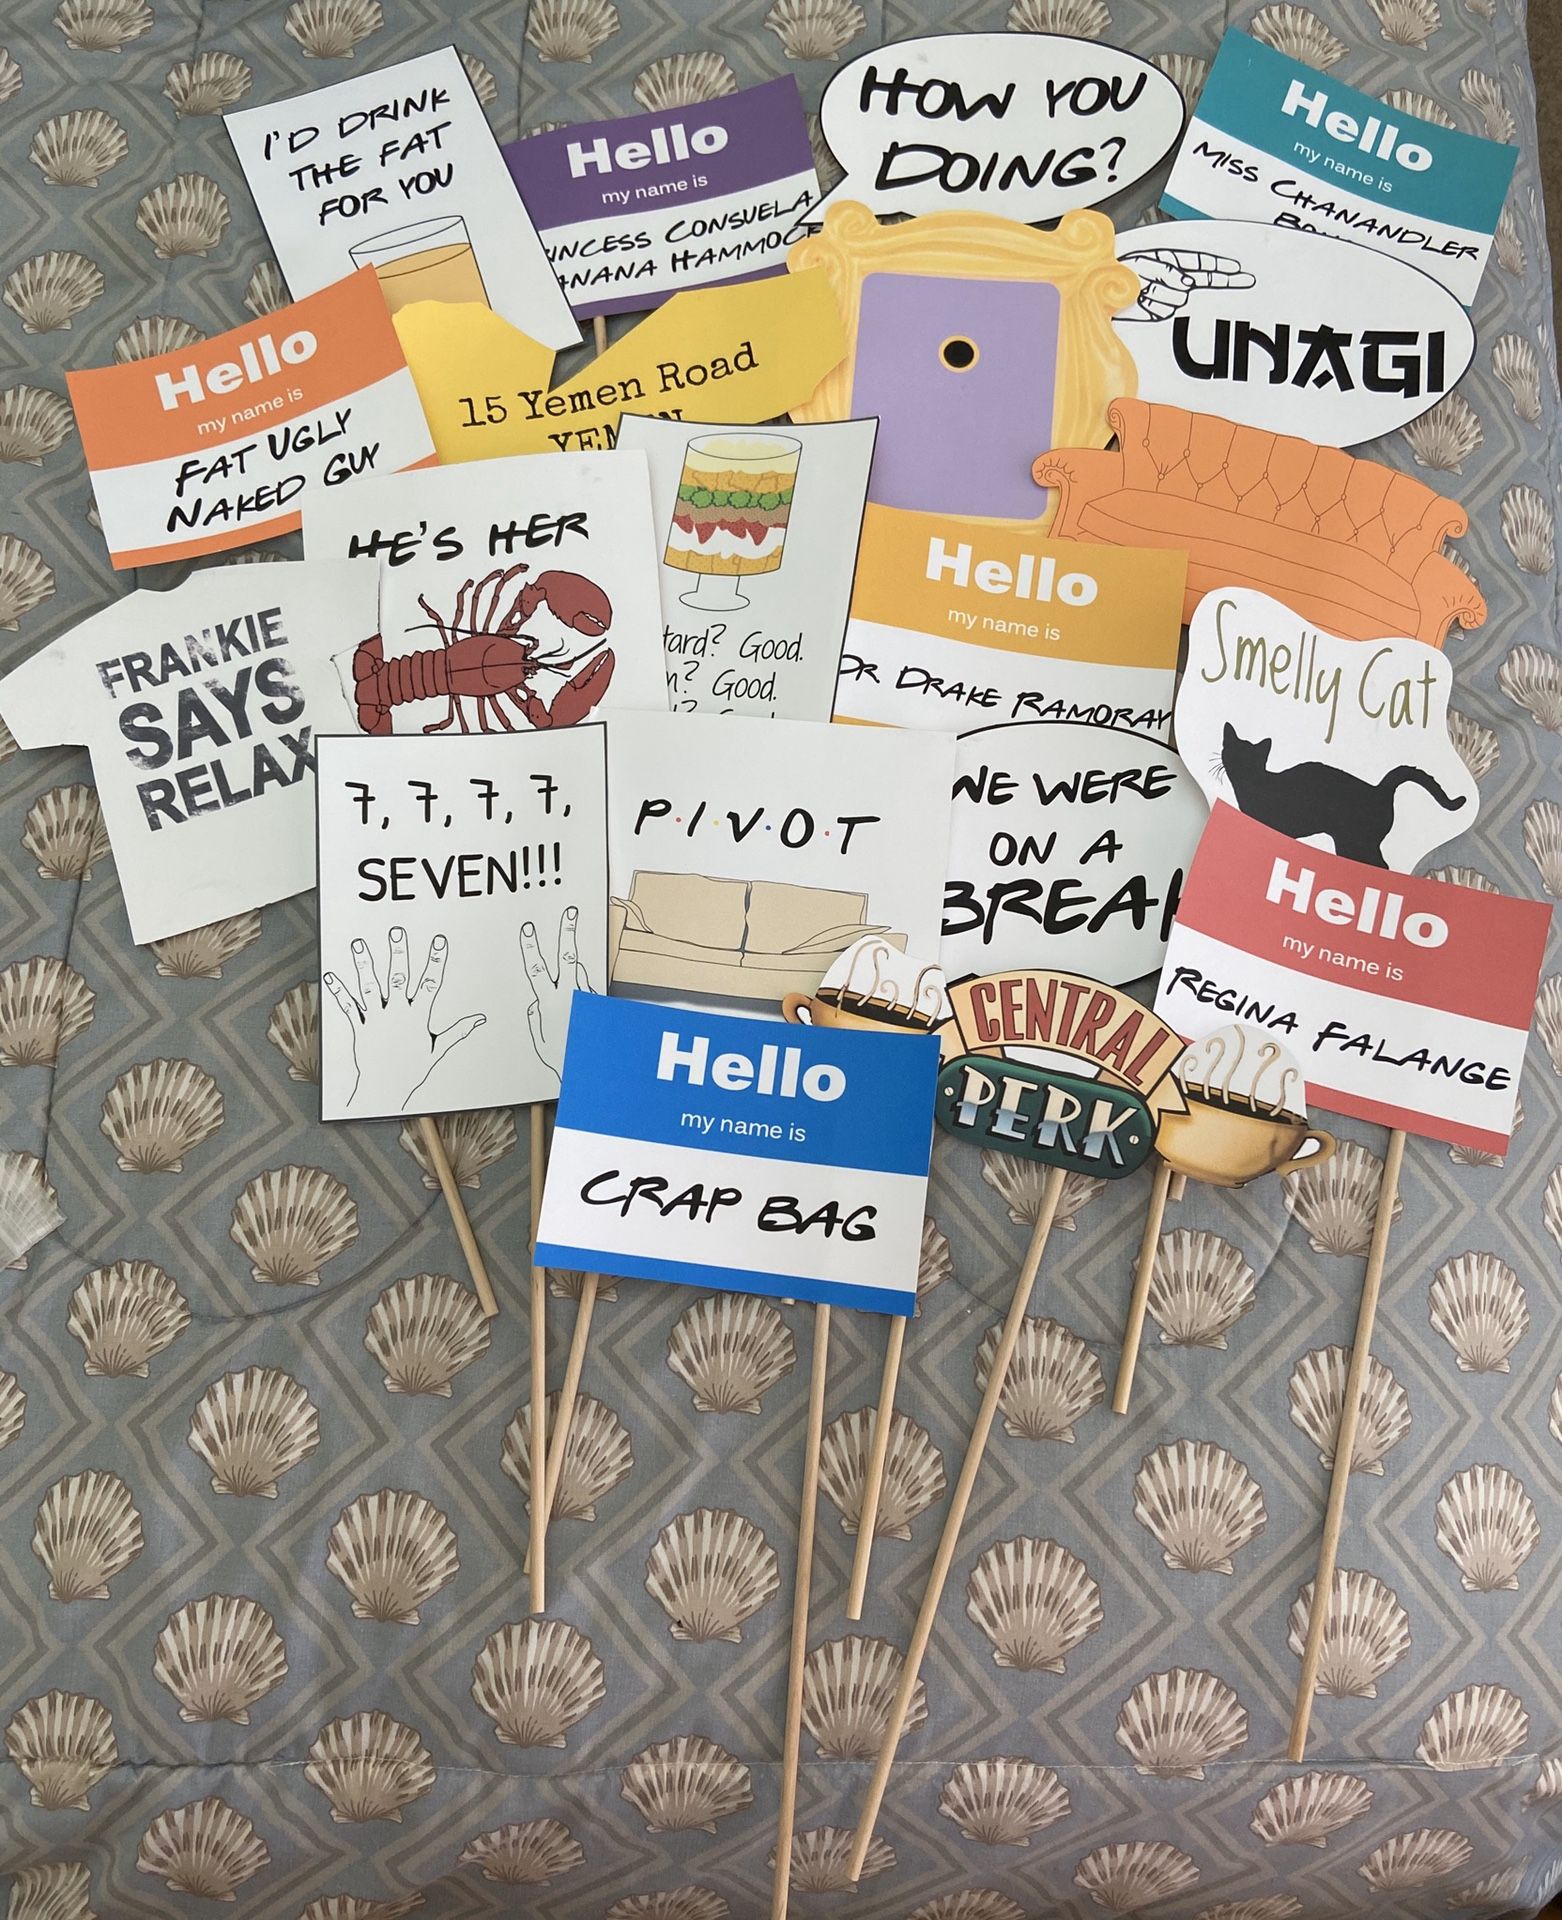 I'D DRINK
THE FAT
FOR YOU
Hello
my name is
CONSUELA
HAMMOCK
HOW YOU
DOING?
Hello
my name is
MISS CHANANDLER
UNAGI
Hello
my name is
FAT UGLY
NAKED GUY
15 Yemen Road
YEMEN
HE'S HER
Good.
Good.
Hello
my name is
DR DRAKE RAMORAY
Smelly Cat
FRANKIE
SAYS
RELAX
7, 7, 7, 7,
SEVEN!!!
P·I·V·O·T
WE WERE
ON A
BREAK
Hello
my name is
REGINA FALANGE
CENTRAL
PERK
Hello
my name is
CRAP BAG